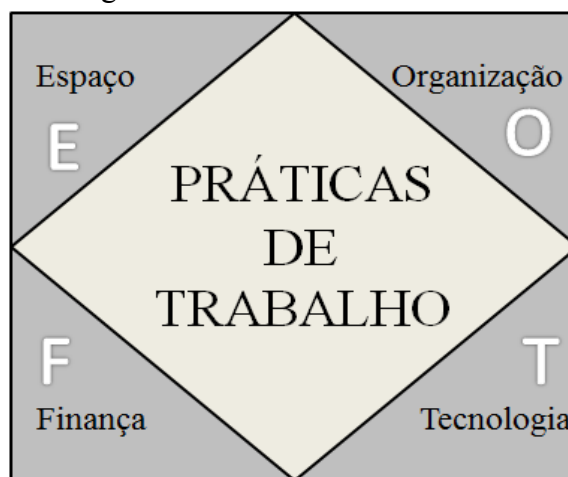 Espaço
E
Organização
O
PRÁTICAS
DE
TRABALHO
F
Finança
T
Tecnologia